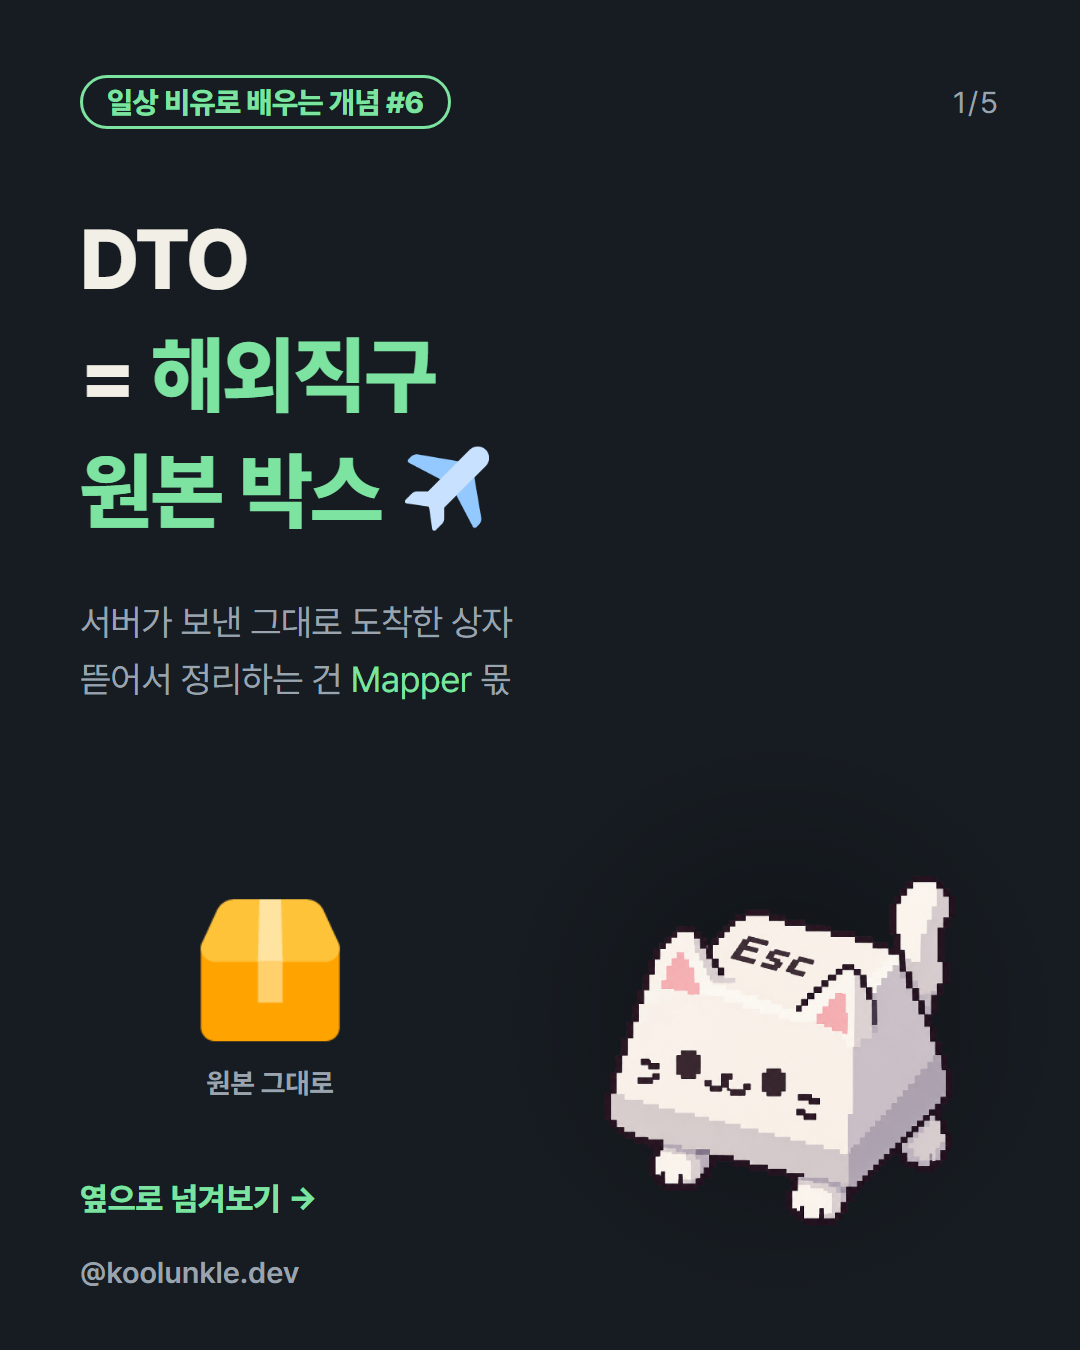 일상 비유로 배우는 개념 #6
1/5
DTO
= 해외직구
원본 박스
서버가 보낸 그대로 도착한 상자
뜯어서 정리하는 건 Mapper 몫
Esc
원본 그대로
옆으로 넘겨보기 →
@koolunkle.dev